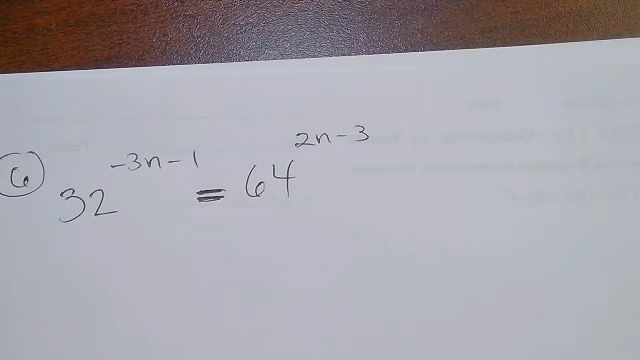 6 32^{-3n-1} = 64^{2n-3}